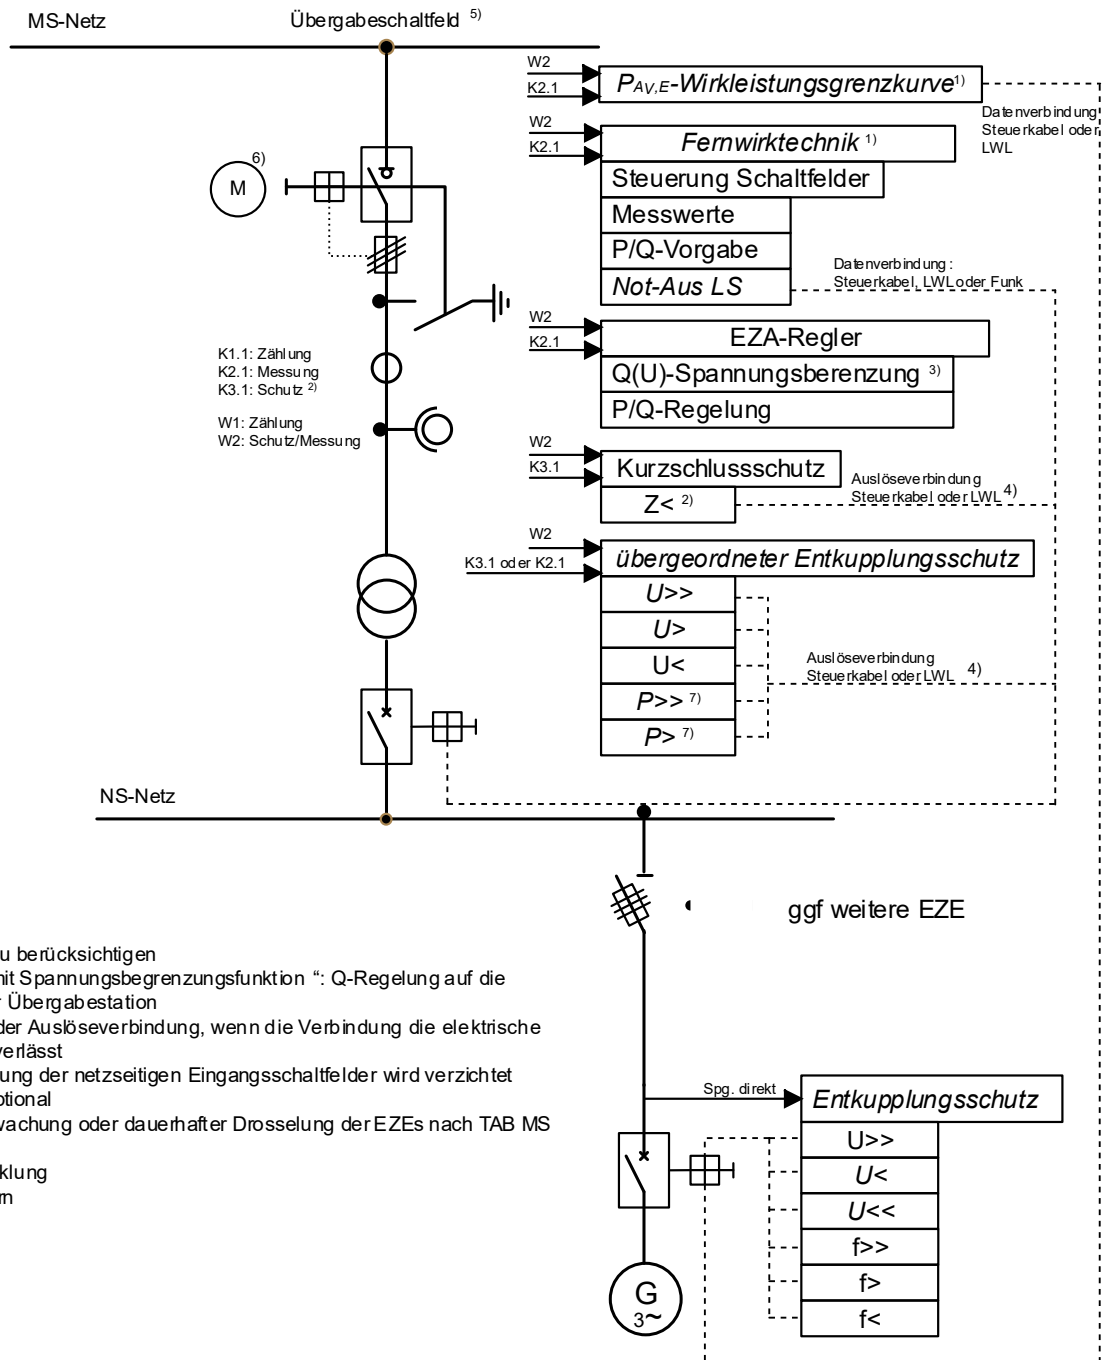 MS-Netz
Übergabeschaltfeld 5)
W2
K2.1
PAV,E-Wirkleistungsgrenzkurve1)
Datenverbindung
Steuerkabel oder
LWL
W2
K2.1
Fernwirktechnik 1)
Steuerung Schaltfelder
Messwerte
P/Q-Vorgabe
Not-Aus LS
Datenverbindung:
Steuerkabel, LWL oder Funk
6)
M
W2
K2.1
EZA-Regler
Q(U)-Spannungsberenzung 3)
P/Q-Regelung
K1.1: Zählung
K2.1: Messung
K3.1: Schutz 2)
W1: Zählung
W2: Schutz/Messung
W2
K3.1
Kurzschlussschutz
Z< 2)
Auslöseverbindung
Steuerkabel oder LWL 4)
W2
K3.1 oder K2.1
übergeordneter Entkupplungsschutz
U>>
U>
U<
P>> 7)
P> 7)
Auslöseverbindung
Steuerkabel oder LWL 4)
NS-Netz
ggf weitere EZE
u berücksichtigen
it Spannungsbegrenzungsfunktion “: Q-Regelung auf die
Übergabestation
der Auslöseverbindung, wenn die Verbindung die elektrische
verlässt
ung der netzseitigen Eingangsschaltfelder wird verzichtet
otional
wachung oder dauerhafter Drosselung der EZEs nach TAB MS
klung
rn
Spg. direkt
Entkupplungsschutz
U>>
U<
U<<
f>>
f>
f<
G
3~